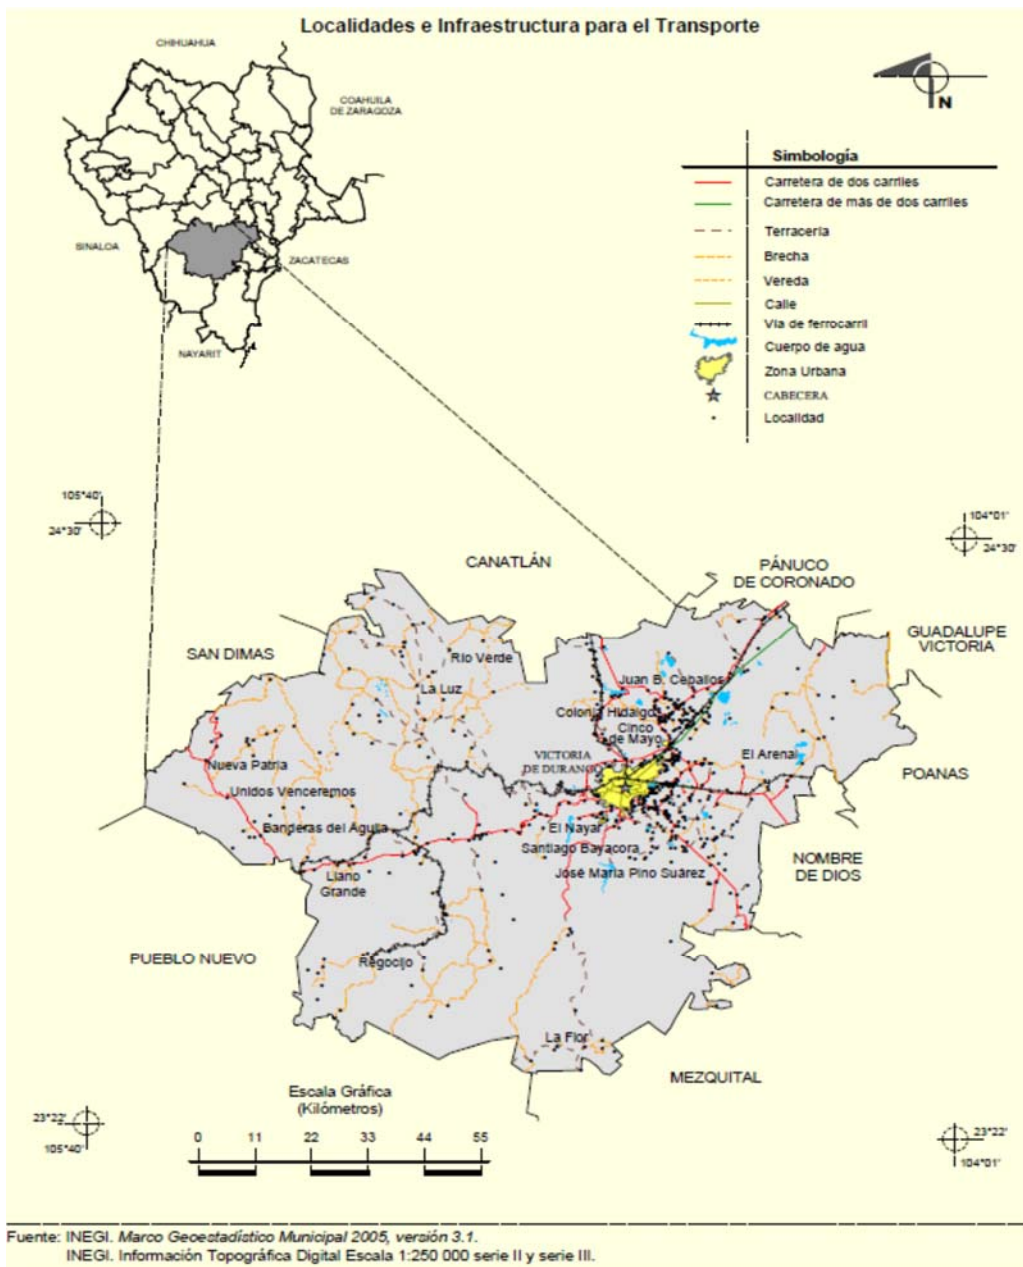 Localidades e Infraestructura para el Transporte
CHIHUAHUA
COAHUILA
DE ZARAGOZA
SINALOA
ZACATECAS
NAYARIT
N
Simbología
Carretera de dos carriles
Carretera de más de dos carriles
Terracería
Brecha
Vereda
Calle
Vía de ferrocarril
Cuerpo de agua
Zona Urbana
CABECERA
Localidad
105°40'
24°30'
104°01'
24°30'
CANATLÁN
PÁNUCO
DE CORONADO
GUADALUPE
VICTORIA
SAN DIMAS
Río Verde
La Luz
Juan B. Ceballos
Colonia Hidalgo
Cinco
de Mayo
VICTORIA
DE DURANGO
El Arenal
POANAS
Nueva Patria
Unidos Venceremos
Banderas del Aguila
El Nayar
Santiago Bayacora
José María Pino Suárez
Llano
Grande
NOMBRE
DE DIOS
PUEBLO NUEVO
Regocijo
La Flor
MEZQUITAL
Escala Gráfica
(Kilómetros)
0 11 22 33 44 55
23°22'
105°40'
23°22'
104°01'
Fuente: INEGI. Marco Geoestadístico Municipal 2005, versión 3.1.
INEGI. Información Topográfica Digital Escala 1:250 000 serie II y serie III.